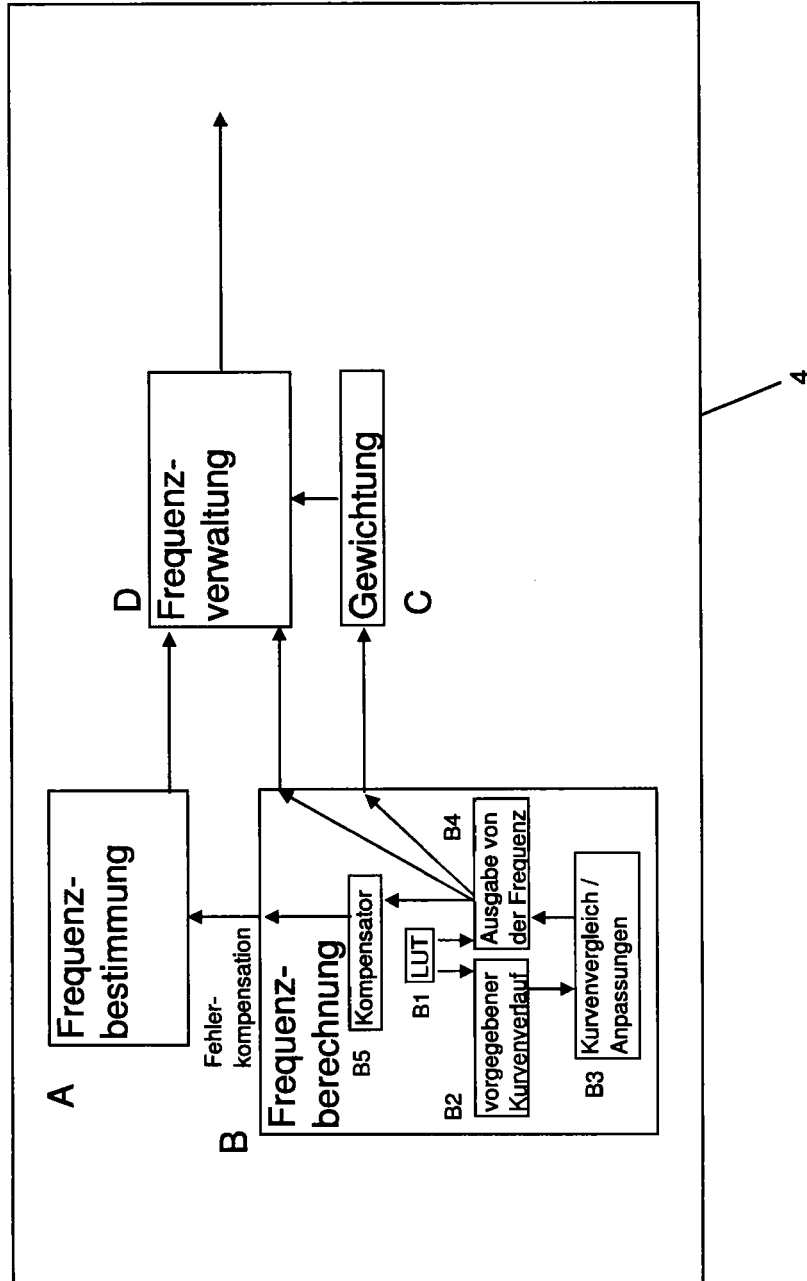 A
Frequenz-
bestimmung
D
Frequenz-
verwaltung
Fehler-
kompensation
B
Frequenz-
berechnung
B5
Kompensator
Gewichtung
C
B1
LUT
B2
vorgegebener
Kurvenverlauf
B4
Ausgabe von
der Frequenz
B3
Kurvenvergleich /
Anpassungen
4